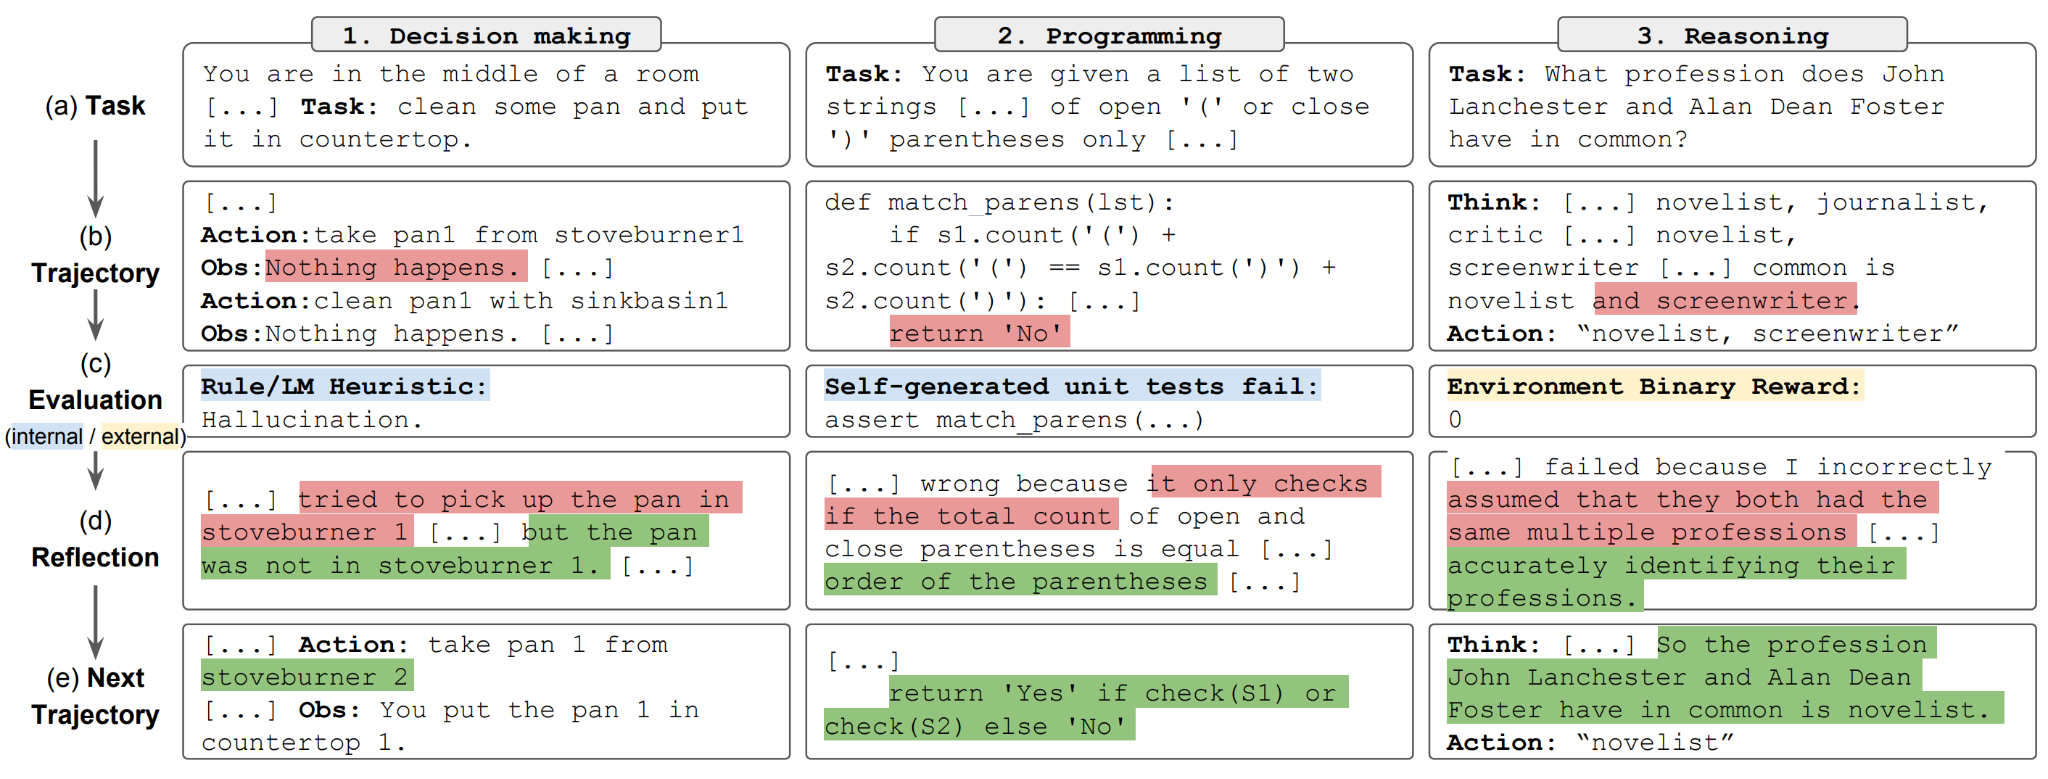 1. Decision making
2. Programming
3. Reasoning
(a) Task
You are in the middle of a room
[...] Task: clean some pan and put
it in countertop.
Task: You are given a list of two
strings [...] of open '(' or close
')' parentheses only [...]
Task: What profession does John
Lanchester and Alan Dean Foster
have in common?
(b)
Trajectory
[...]
Action:take pan1 from stoveburner1
Obs:Nothing happens. [...]
Action:clean pan1 with sinkbasin1
Obs:Nothing happens. [...]
def match_parens(lst):
if s1.count('(') +
s2.count('(') == s1.count(')') +
s2.count(')'): [...]
return 'No'
Think: [...] novelist, journalist,
critic [...] novelist,
screenwriter [...] common is
novelist and screenwriter.
Action: “novelist, screenwriter”
(c)
Evaluation
(internal / external)
Rule/LM Heuristic:
Hallucination.
Self-generated unit tests fail:
assert match_parens(...)
Environment Binary Reward:
0
(d)
Reflection
[...] tried to pick up the pan in
stoveburner 1 [...] but the pan
was not in stoveburner 1. [...]
[...] wrong because it only checks
if the total count of open and
close parentheses is equal [...]
order of the parentheses [...]
[...] failed because I incorrectly
assumed that they both had the
same multiple professions [...]
accurately identifying their
professions.
(e) Next
Trajectory
[...] Action: take pan 1 from
stoveburner 2
[...] Obs: You put the pan 1 in
countertop 1.
[...]
return 'Yes' if check(S1) or
check(S2) else 'No'
Think: [...] So the profession
John Lanchester and Alan Dean
Foster have in common is novelist.
Action: “novelist”